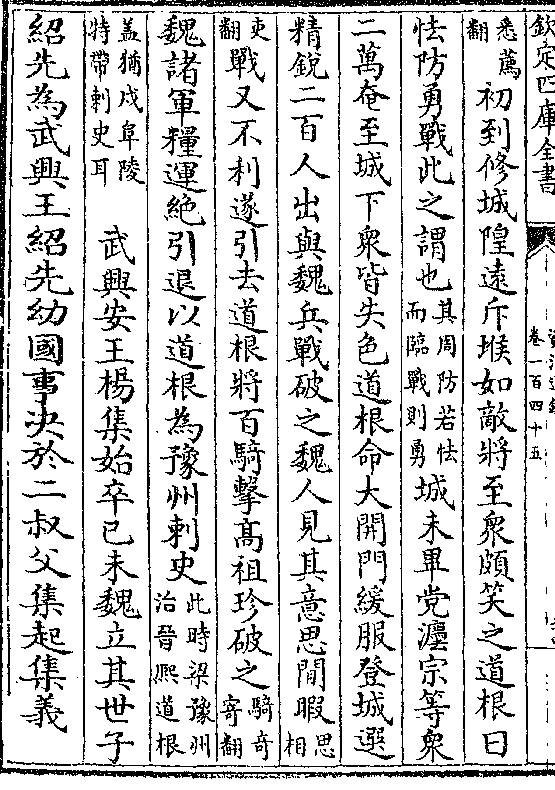 欽定四庫全書
卷一百四十五
悉薦翻初到修城隍遠斥堠如敵將至衆頗笑之道根曰
怯防勇戰此之謂也其周防若怯而臨戰則勇城未畢党灋宗等衆
二萬奄至城下衆皆失色道根命大開門緩服登城選
精銳二百人出與魏兵戰破之魏人見其意思閒暇思相
吏翻戰又不利遂引去道根將百騎擊高祖珍破之騎奇寄翻
魏諸軍糧運絶引退以道根為豫州刺史此時梁豫州治晉熙道根
盖猶戍阜陵特帶刺史耳 武興安王楊集始卒已未魏立其世子
紹先為武興王紹先幼國事决於二叔父集起集義